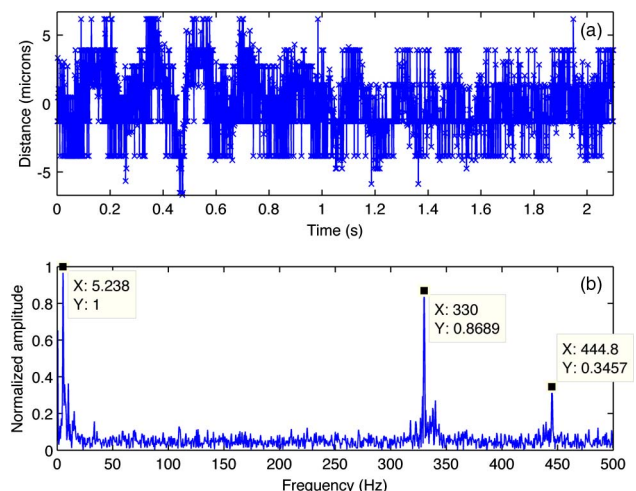 (a)
5
0
-5
Distance (microns)
0 0.2 0.4 0.6 0.8 1 1.2 1.4 1.6 1.8 2
Time (s)
(b)
1
0.8
0.6
0.4
0.2
0
Normalized amplitude
X: 5.238
Y: 1
X: 330
Y: 0.8689
X: 444.8
Y: 0.3457
0 50 100 150 200 250 300 350 400 450 500
Frequency (Hz)